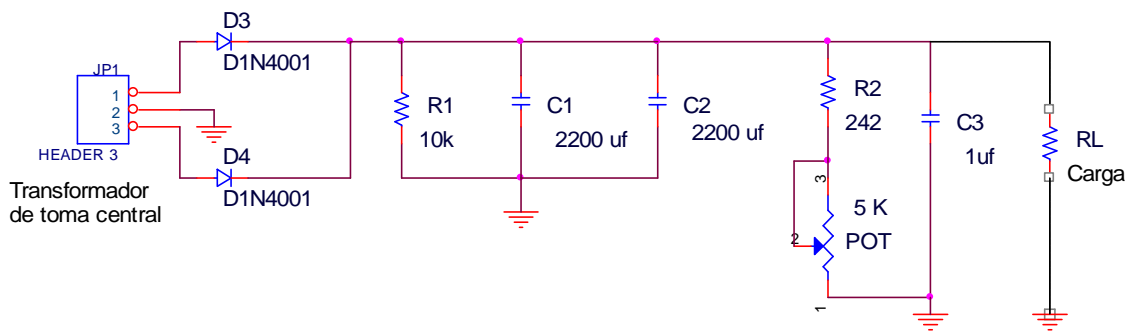 D3
D1N4001
JP1
1
2
3
HEADER 3
Transformador
de toma central
D4
D1N4001
R1
10k
C1
2200 uf
C2
2200 uf
R2
242
3
5 K
POT
2
1
C3
1uf
RL
Carga